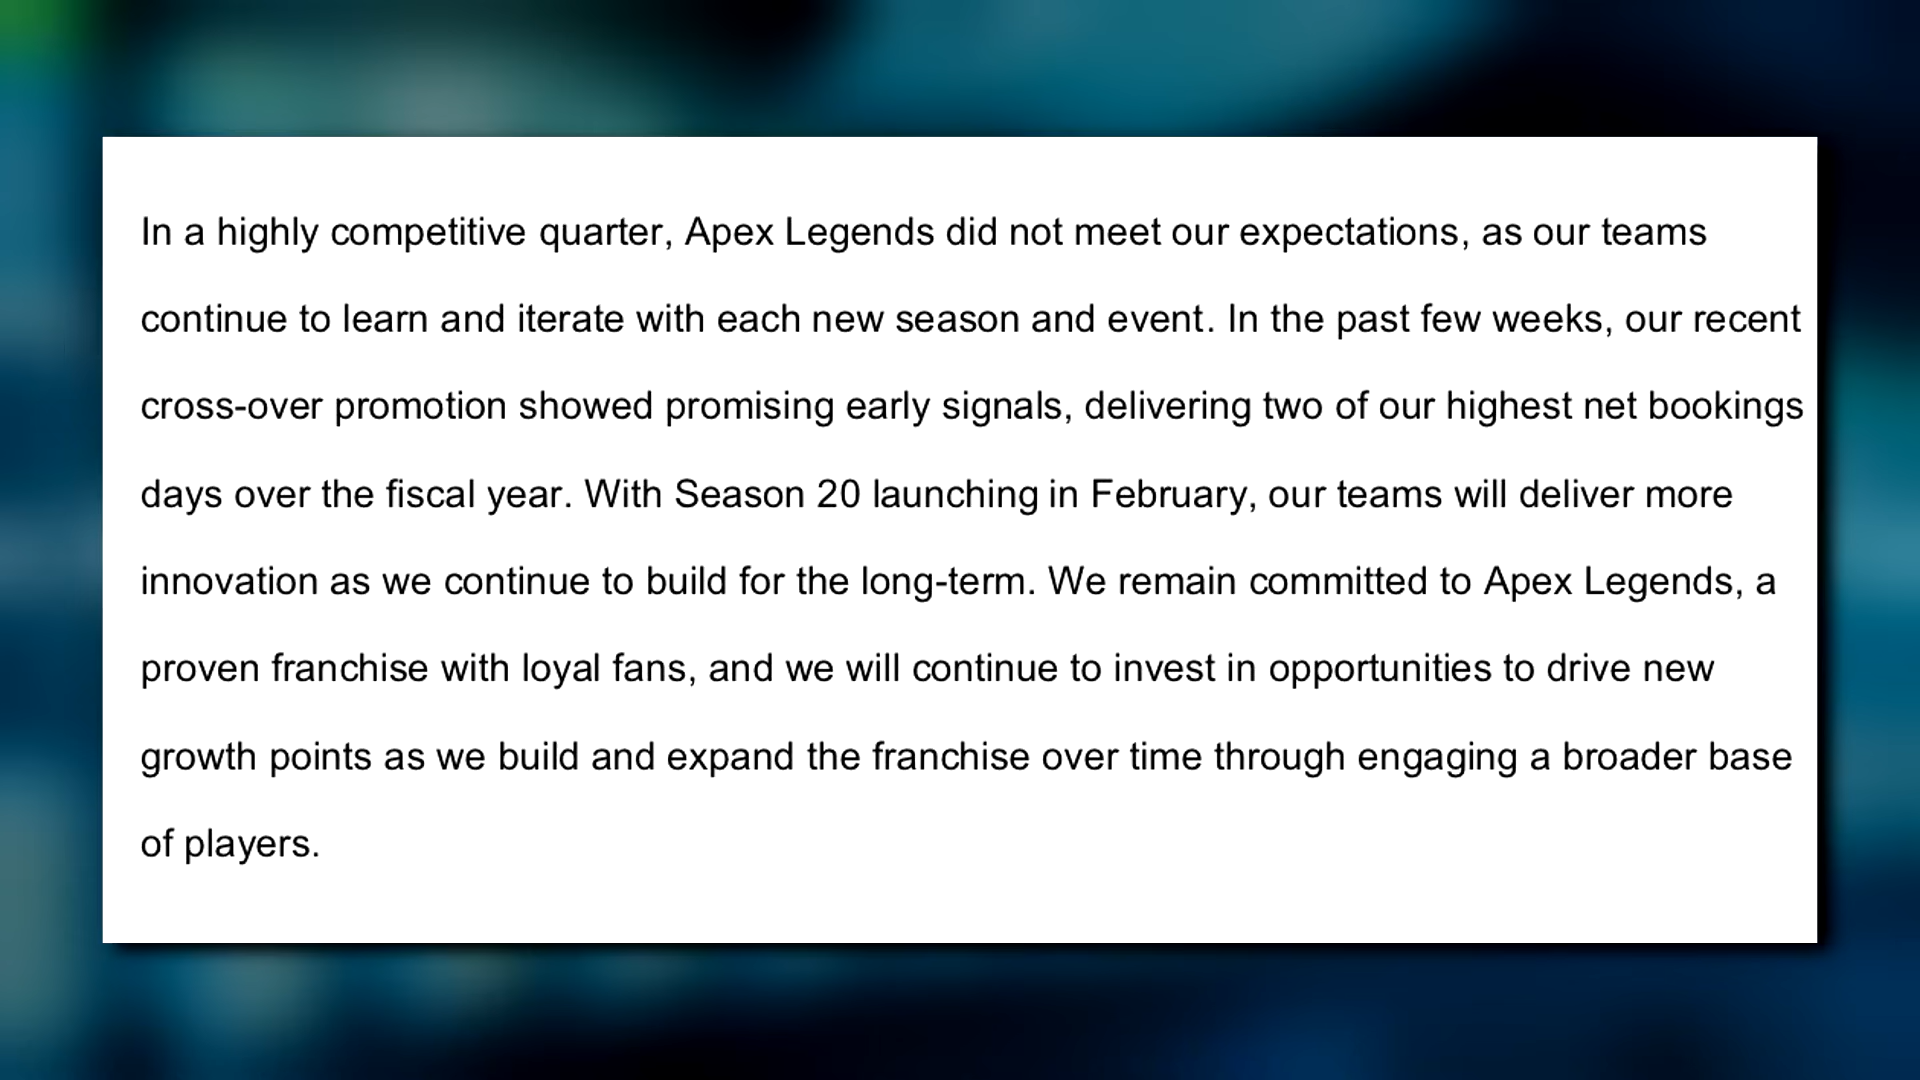 In a highly competitive quarter, Apex Legends did not meet our expectations, as our teams
continue to learn and iterate with each new season and event. In the past few weeks, our recent
cross-over promotion showed promising early signals, delivering two of our highest net bookings
days over the fiscal year. With Season 20 launching in February, our teams will deliver more
innovation as we continue to build for the long-term. We remain committed to Apex Legends, a
proven franchise with loyal fans, and we will continue to invest in opportunities to drive new
growth points as we build and expand the franchise over time through engaging a broader base
of players.